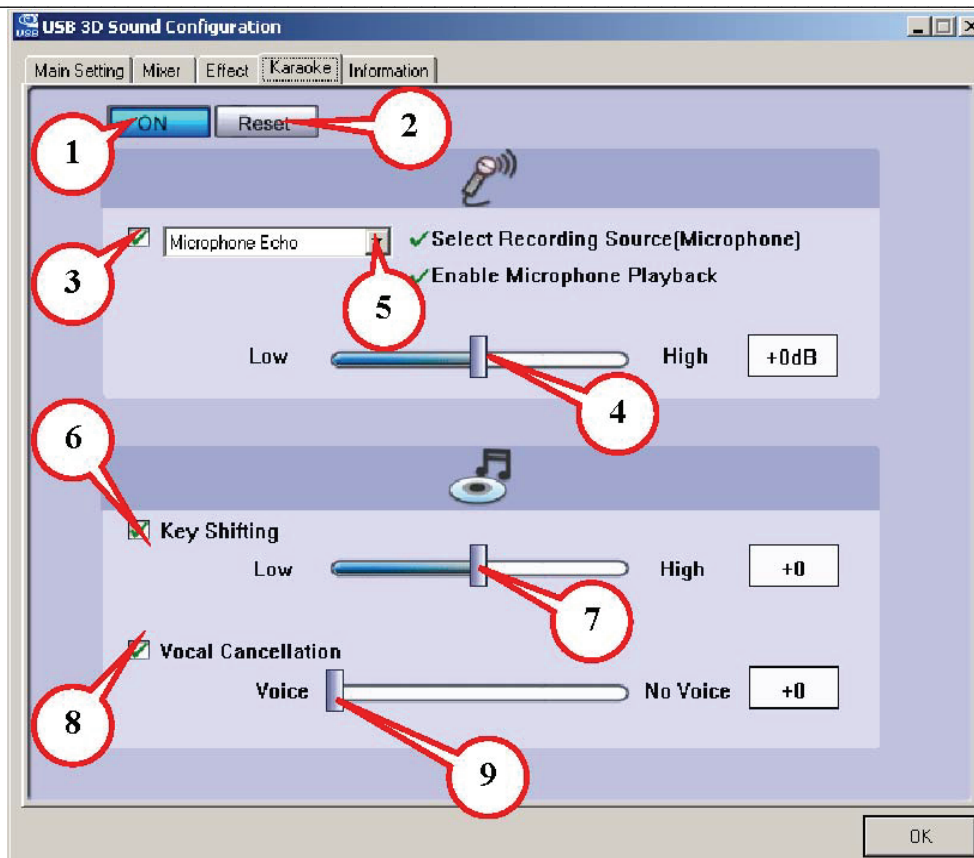 USB USB 3D Sound Configuration
Main Setting Mixer Effect Karaoke Information
ON Reset
1 2
3 Microphone Echo Select Recording Source(Microphone)
5 Enable Microphone Playback
Low High +0dB
4
6
Key Shifting
Low High +0
7
Vocal Cancellation
Voice No Voice +0
8
9
OK